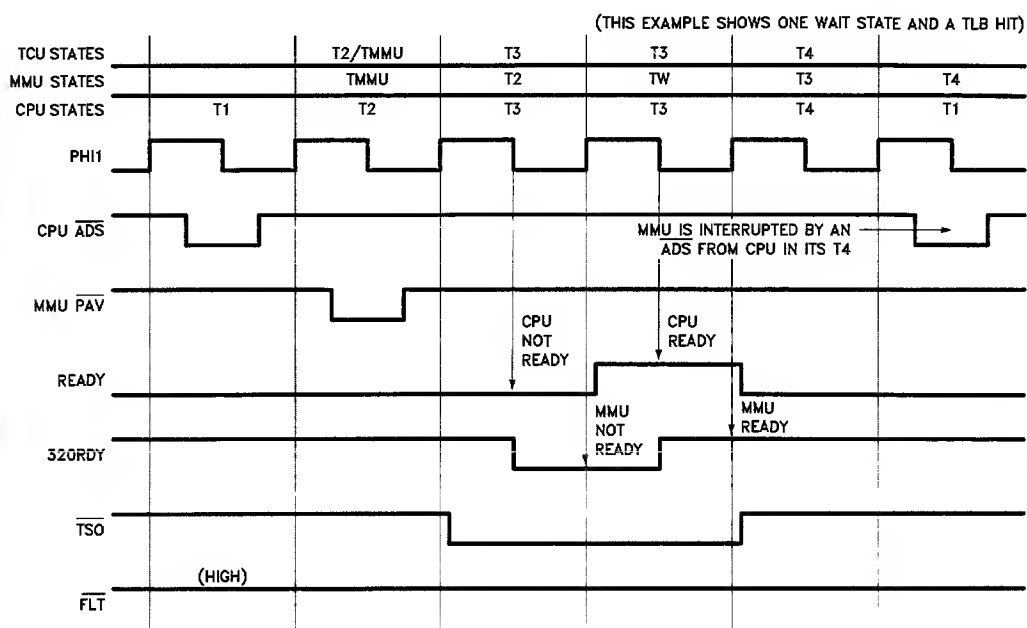 (THIS EXAMPLE SHOWS ONE WAIT STATE AND A TLB HIT)
TCU STATES T2/TMMU T3 T3 T4
MMU STATES TMMU T2 TW T3 T4
CPU STATES T1 T2 T3 T3 T4 T1
PHI1
CPU ADS
MMU IS INTERRUPTED BY AN
ADS FROM CPU IN ITS T4
MMU PAV
CPU
NOT
READY
CPU
READY
READY
MMU
NOT
READY
MMU
READY
320RDY
TSO
(HIGH)
FLT